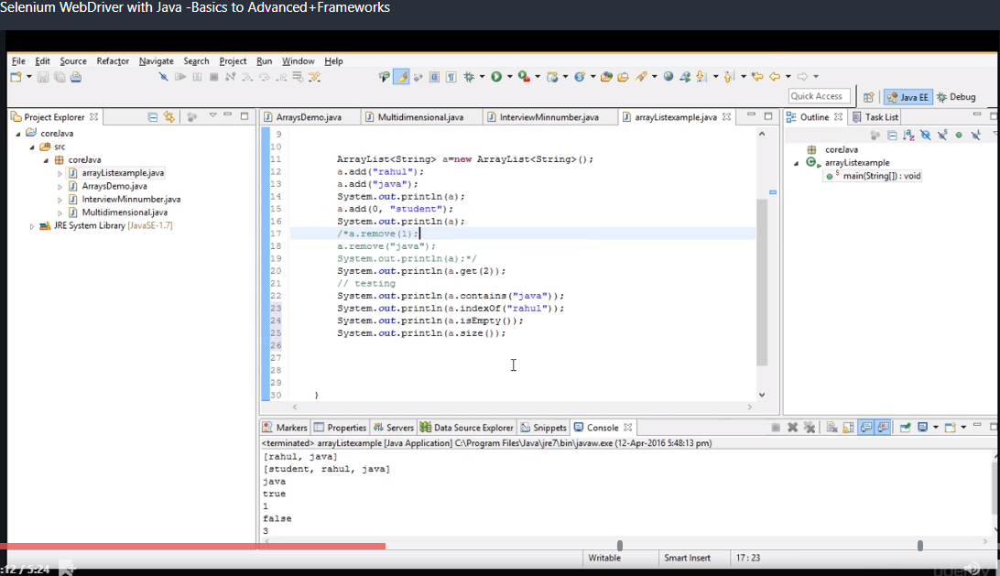 Selenium WebDriver with Java -Basics to Advanced+Frameworks
File Edit Source Refactor Navigate Search Project Run Window Help
Quick Access
Java EE
Debug
Project Explorer
coreJava
src
coreJava
arrayListexample.java
ArraysDemo.java
InterviewMinnumber.java
Multidimensional.java
JRE System Library [JavaSE-1.7]
ArraysDemo.java Multidimensional.java InterviewMinnumber.java arrayListexample.java
9
10
11 ArrayList<String> a=new ArrayList<String>();
12 a.add("rahul");
13 a.add("java");
14 System.out.println(a);
15 a.add(0, "student");
16 System.out.println(a);
17 /*a.remove(1);
18 a.remove("java");
19 System.out.println(a);*/
20 System.out.println(a.get(2));
21 // testing
22 System.out.println(a.contains("java"));
23 System.out.println(a.indexOf("rahul"));
24 System.out.println(a.isEmpty());
25 System.out.println(a.size());
26
27
28
29
30 }
Outline Task List
coreJava
arrayListexample
S main(String[]) : void
Markers Properties Servers Data Source Explorer Snippets Console
<terminated> arrayListexample [Java Application] C:\Program Files\Java\jre7\bin\javaw.exe (12-Apr-2016 5:48:13 pm)
[rahul, java]
[student, rahul, java]
java
true
1
false
3
Writable Smart Insert 17 : 23
:12 / 5:24